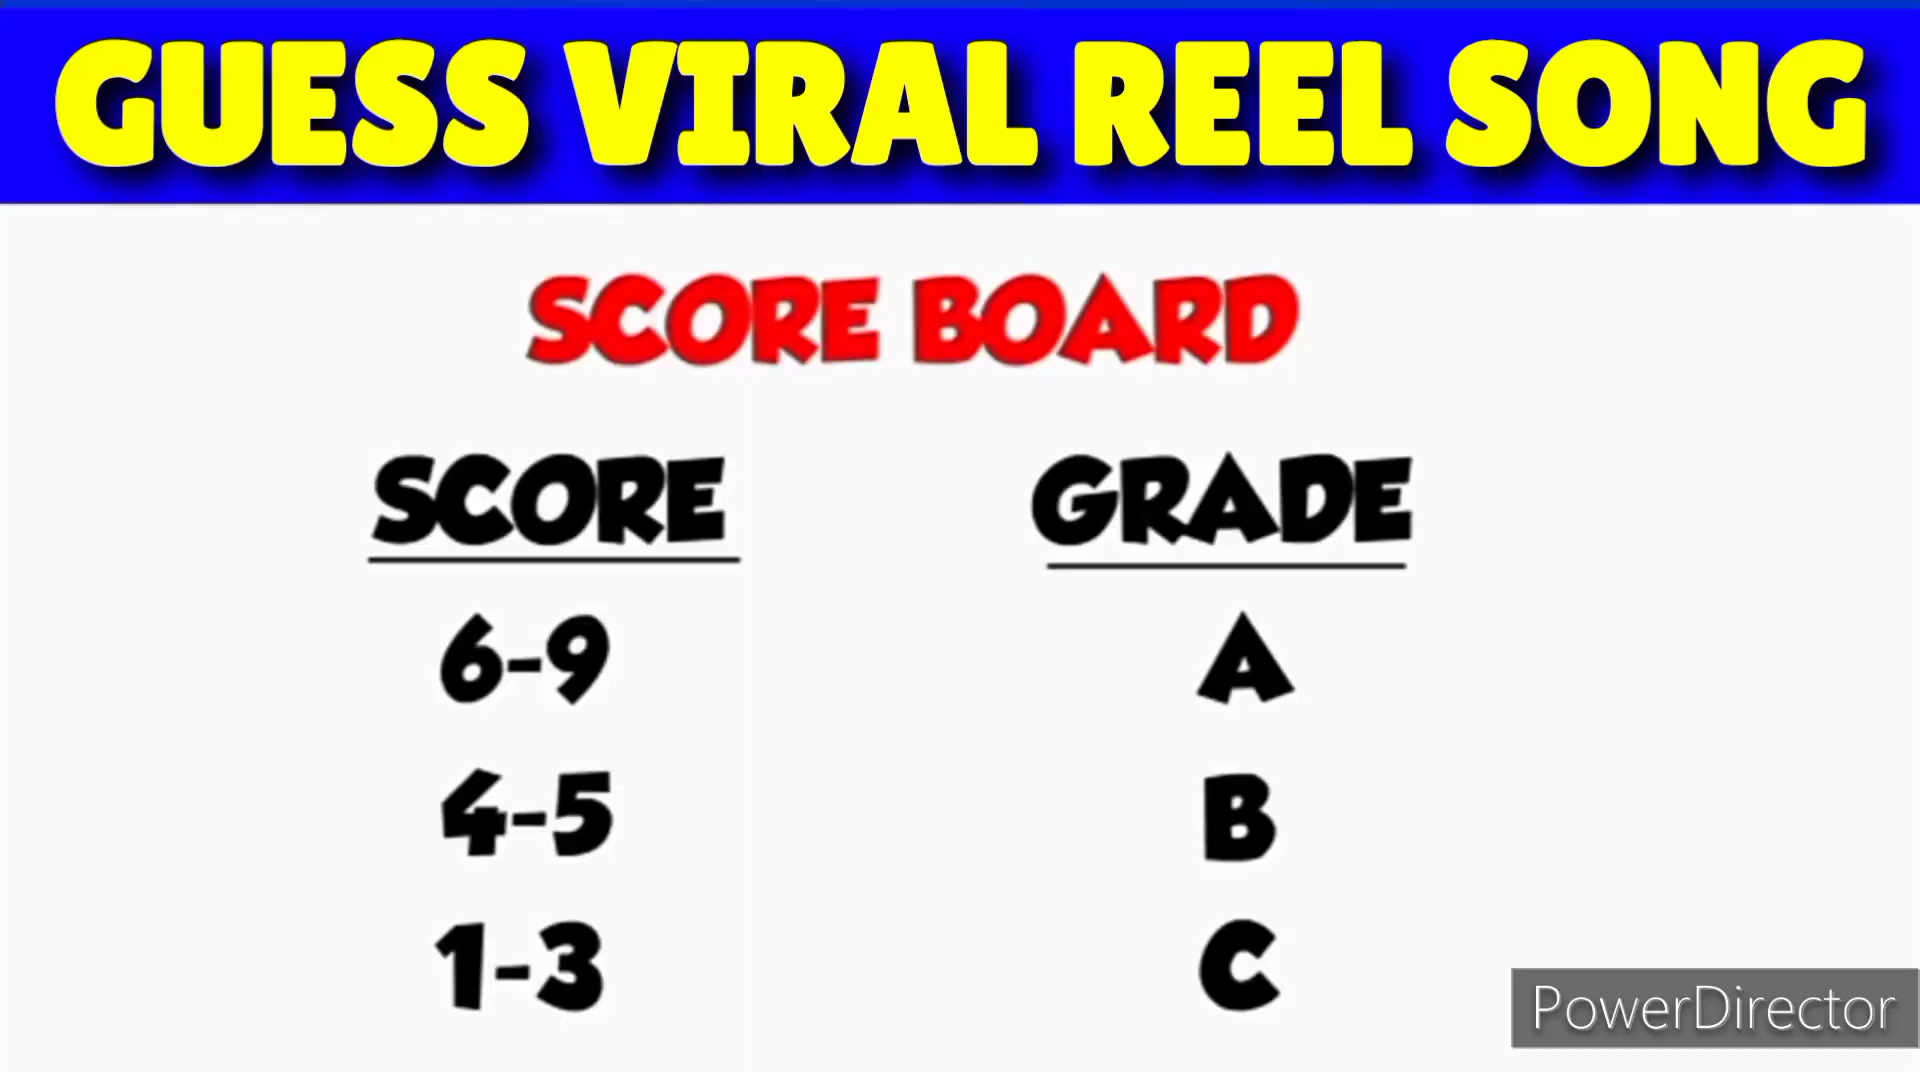 GUESS VIRAL REEL SONG
SCORE BOARD
SCORE GRADE
6-9 A
4-5 B
1-3 C
PowerDirector